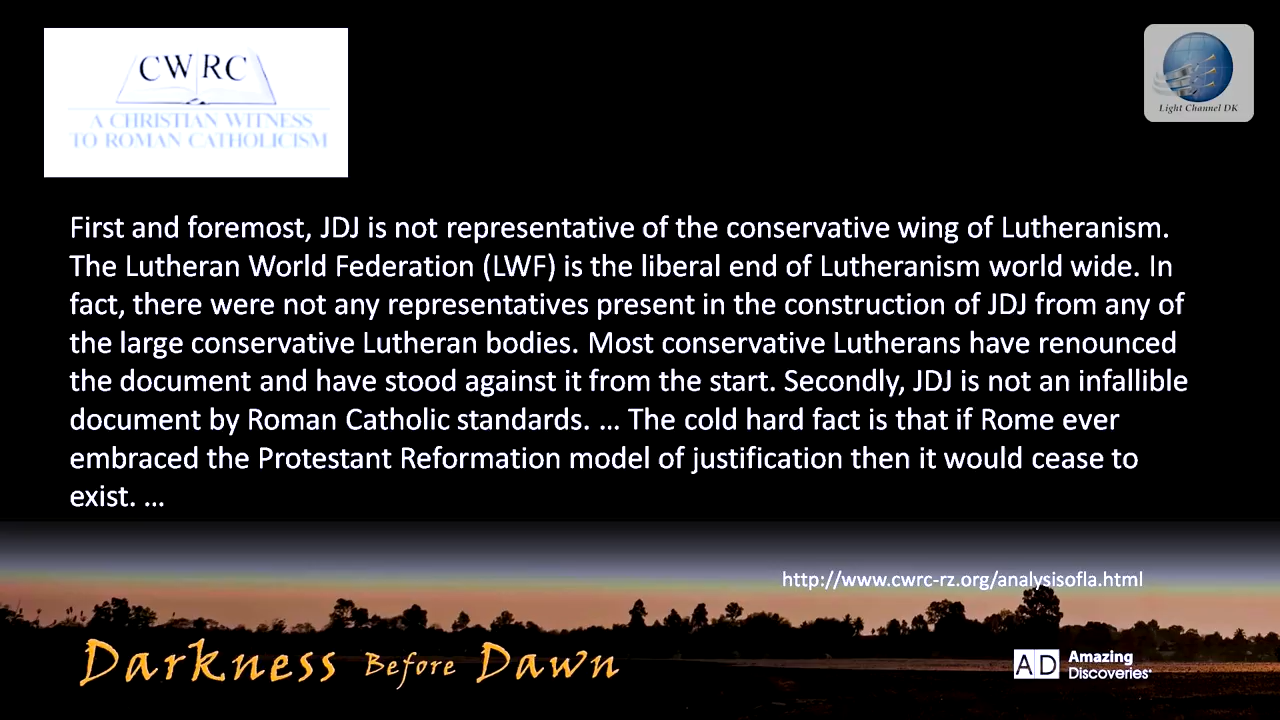 CWRC
A CHRISTIAN WITNESS
TO ROMAN CATHOLICISM
Light Channel DK
First and foremost, JDJ is not representative of the conservative wing of Lutheranism.
The Lutheran World Federation (LWF) is the liberal end of Lutheranism world wide. In
fact, there were not any representatives present in the construction of JDJ from any of
the large conservative Lutheran bodies. Most conservative Lutherans have renounced
the document and have stood against it from the start. Secondly, JDJ is not an infallible
document by Roman Catholic standards. … The cold hard fact is that if Rome ever
embraced the Protestant Reformation model of justification then it would cease to
exist. …
http://www.cwrc-rz.org/analysisofla.html
Darkness Before Dawn
AD Amazing
Discoveries